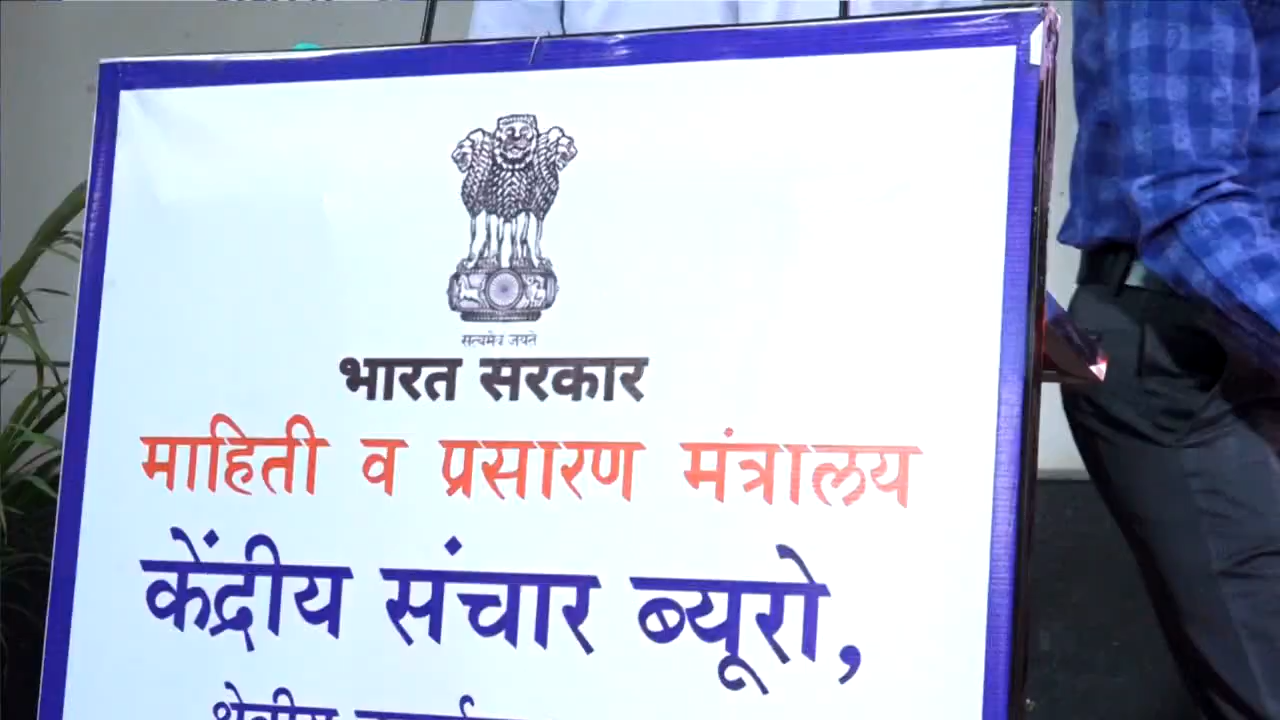 सत्यमेव जयते
भारत सरकार
माहिती व प्रसारण मंत्रालय
केंद्रीय संचार ब्यूरो,